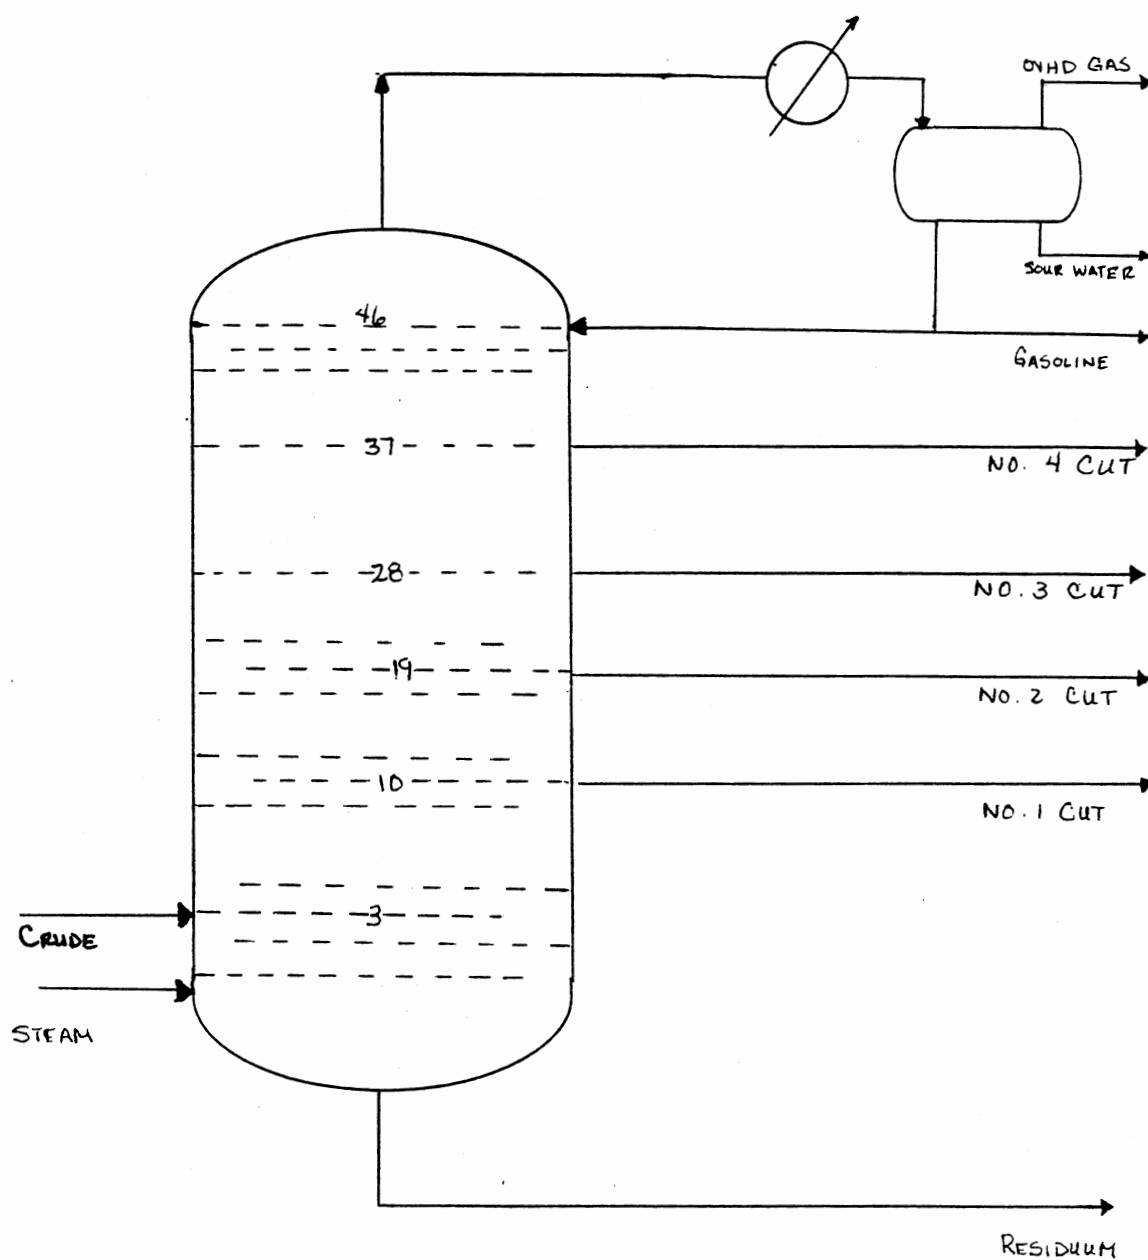 OVHD GAS
SOUR WATER
46
GASOLINE
37
NO. 4 CUT
28
NO. 3 CUT
19
NO. 2 CUT
10
NO. 1 CUT
3
CRUDE
STEAM
RESIDUUM